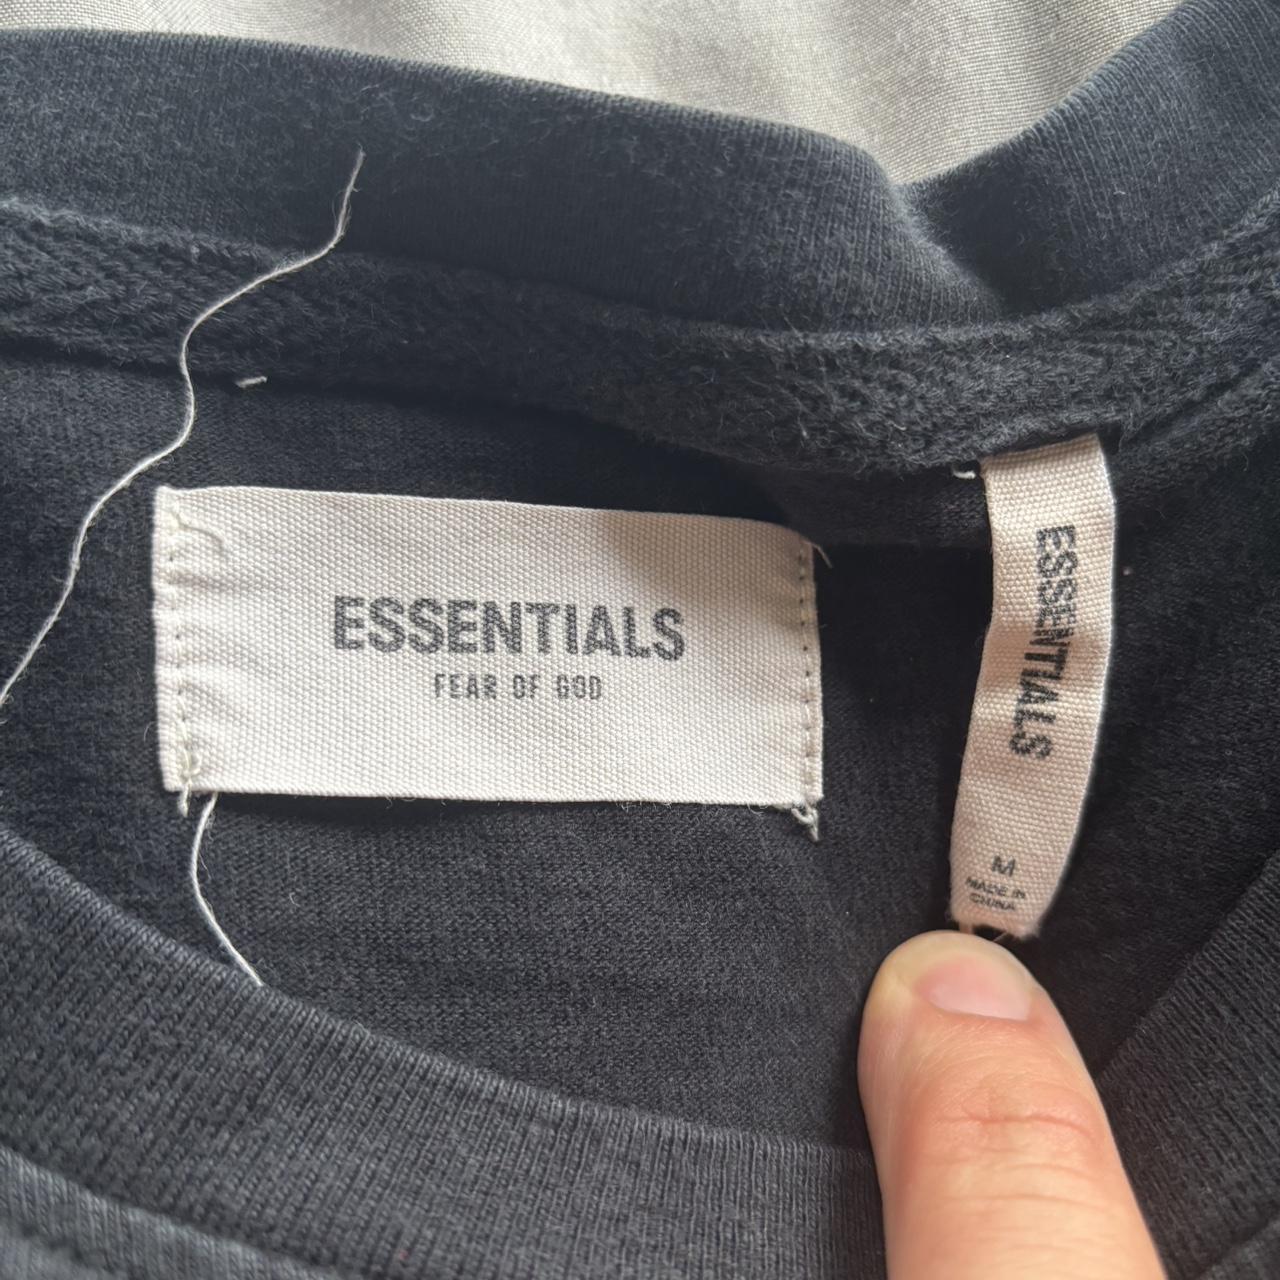 ESSENTIALS
FEAR OF GOD
ESSENTIALS
M
MADE IN
CHINA